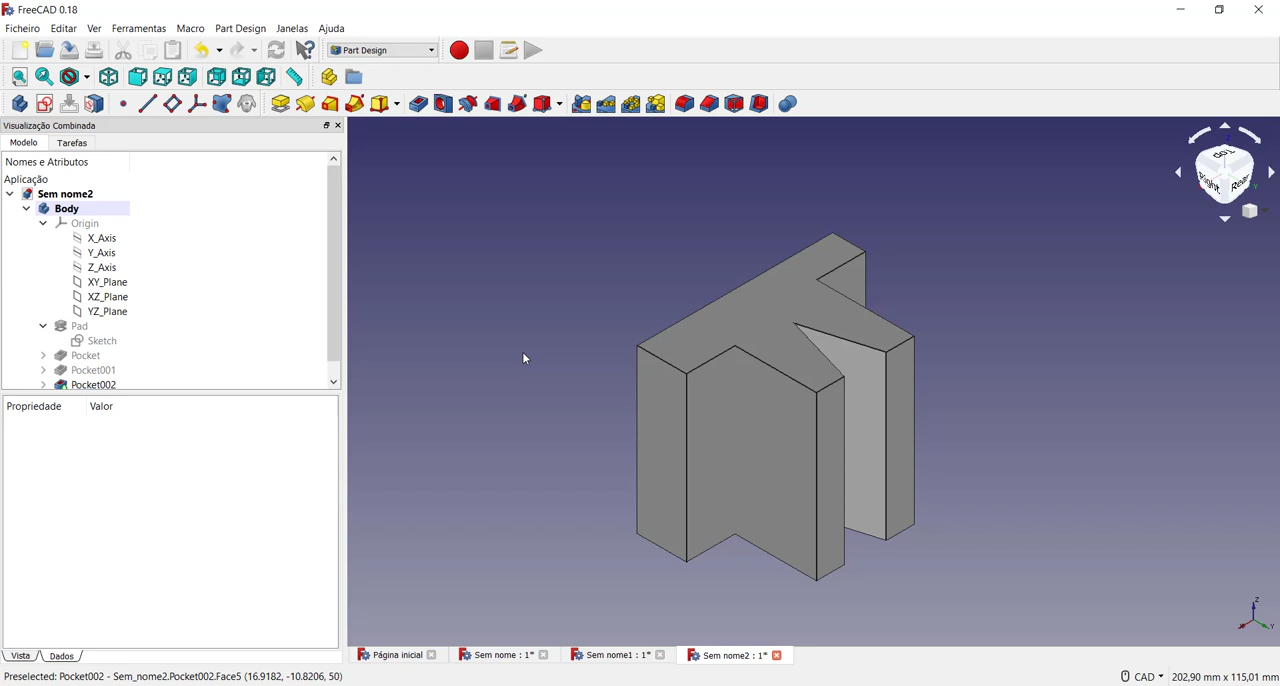 FreeCAD 0.18
Ficheiro Editar Ver Ferramentas Macro Part Design Janelas Ajuda
Part Design
Visualização Combinada
Modelo Tarefas
Nomes e Atributos
Aplicação
Sem nome2
Body
Origin
X_Axis
Y_Axis
Z_Axis
XY_Plane
XZ_Plane
YZ_Plane
Pad
Sketch
Pocket
Pocket001
Pocket002
Propriedade Valor
Top
Right Rear
Z
X Y
Vista Dados
Página inicial Sem nome : 1* Sem nome1 : 1* Sem nome2 : 1*
Preselected: Pocket002 - Sem_nome2.Pocket002.Face5 (16.9182, -10.8206, 50) CAD 202,90 mm x 115,01 mm